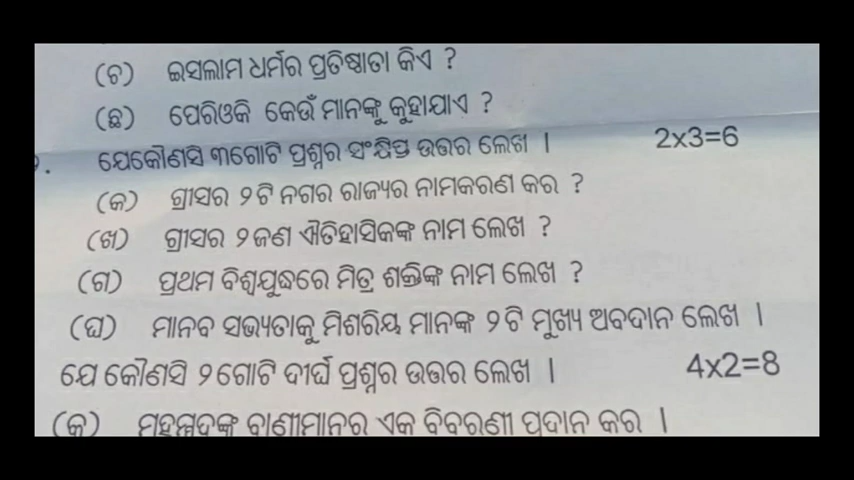 (ଚ) ଇସଲାମ ଧର୍ମର ପ୍ରତିଷ୍ଠାତା କିଏ ?
(ଛ) ପେରିଓକି କେଉଁ ମାନଙ୍କୁ କୁହାଯାଏ ?
ଯେକୌଣସି ୩ଗୋଟି ପ୍ରଶ୍ନର ସଂକ୍ଷିପ୍ତ ଉତ୍ତର ଲେଖ । 2x3=6
(କ) ଗ୍ରୀସର ୨ଟି ନଗର ରାଜ୍ୟର ନାମକରଣ କର ?
(ଖ) ଗ୍ରୀସର ୨ଜଣ ଐତିହାସିକଙ୍କ ନାମ ଲେଖ ?
(ଗ) ପ୍ରଥମ ବିଶ୍ୱଯୁଦ୍ଧରେ ମିତ୍ର ଶକ୍ତିଙ୍କ ନାମ ଲେଖ ?
(ଘ) ମାନବ ସଭ୍ୟତାକୁ ମିଶରିୟ ମାନଙ୍କ ୨ଟି ମୁଖ୍ୟ ଅବଦାନ ଲେଖ ।
ଯେ କୌଣସି ୨ଗୋଟି ଦୀର୍ଘ ପ୍ରଶ୍ନର ଉତ୍ତର ଲେଖ । 4x2=8
(କ) ମହମ୍ମଦଙ୍କ ବାଣୀମାନର ଏକ ବିବରଣୀ ପ୍ରଦାନ କର ।